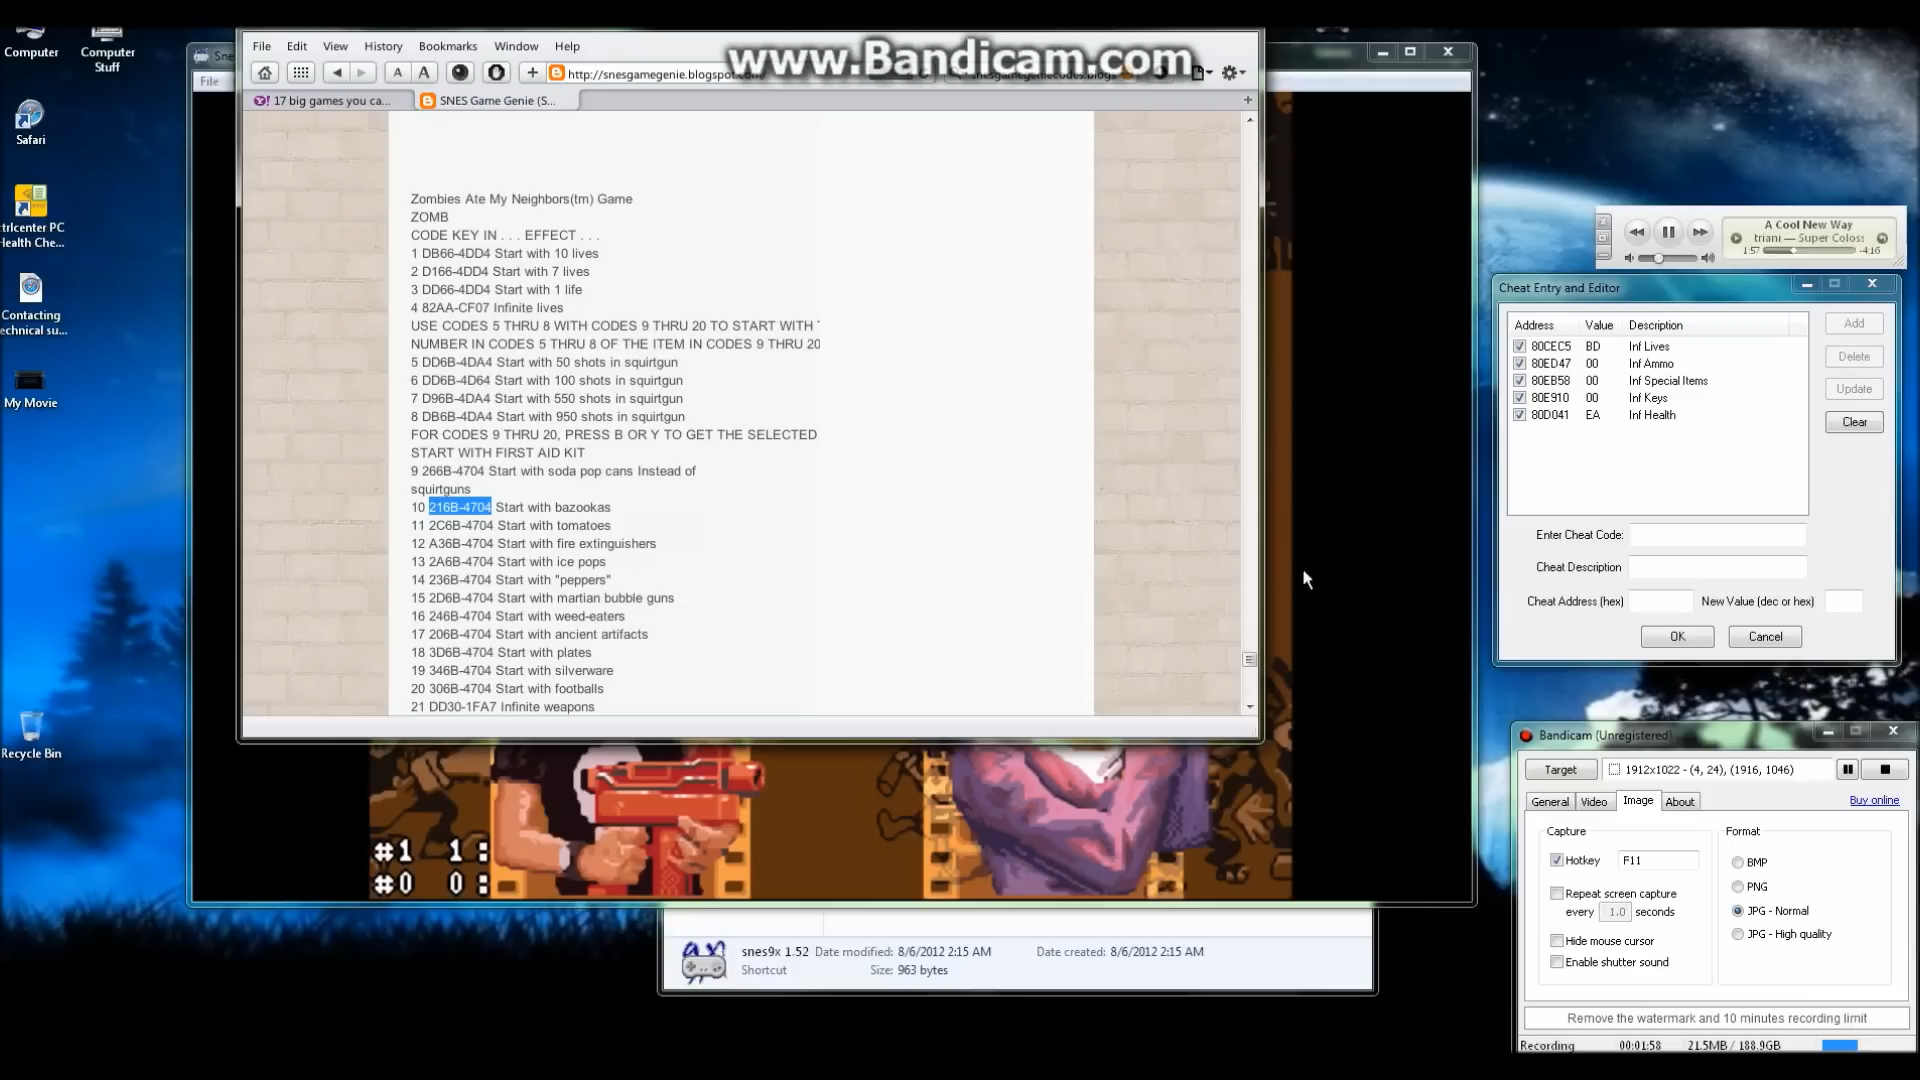 www.Bandicam.com
Computer
Computer Stuff
Safari
ctrlcenter PC
Health Che...
Contacting
echnical su...
My Movie
Recycle Bin
Sne
File
File Edit View History Bookmarks Window Help
A A
http://snesgamegenie.blogspot.com/
17 big games you ca...
SNES Game Genie (S...
Zombies Ate My Neighbors(tm) Game
ZOMB
CODE KEY IN . . . EFFECT . . .
1 DB66-4DD4 Start with 10 lives
2 D166-4DD4 Start with 7 lives
3 DD66-4DD4 Start with 1 life
4 82AA-CF07 Infinite lives
USE CODES 5 THRU 8 WITH CODES 9 THRU 20 TO START WITH
NUMBER IN CODES 5 THRU 8 OF THE ITEM IN CODES 9 THRU 20
5 DD6B-4DA4 Start with 50 shots in squirtgun
6 DD6B-4D64 Start with 100 shots in squirtgun
7 D96B-4DA4 Start with 550 shots in squirtgun
8 DB6B-4DA4 Start with 950 shots in squirtgun
FOR CODES 9 THRU 20, PRESS B OR Y TO GET THE SELECTED
START WITH FIRST AID KIT
9 266B-4704 Start with soda pop cans Instead of
squirtguns
10 216B-4704 Start with bazookas
11 2C6B-4704 Start with tomatoes
12 A36B-4704 Start with fire extinguishers
13 2A6B-4704 Start with ice pops
14 236B-4704 Start with "peppers"
15 2D6B-4704 Start with martian bubble guns
16 246B-4704 Start with weed-eaters
17 206B-4704 Start with ancient artifacts
18 3D6B-4704 Start with plates
19 346B-4704 Start with silverware
20 306B-4704 Start with footballs
21 DD30-1FA7 Infinite weapons
#1 1:
#0 0:
snes9x 1.52 Date modified: 8/6/2012 2:15 AM Date created: 8/6/2012 2:15 AM
Shortcut Size: 963 bytes
A Cool New Way
triani — Super Coloss
1:57 -4:16
Cheat Entry and Editor
Address Value Description
80CEC5 BD Inf Lives
80ED47 00 Inf Ammo
80EB58 00 Inf Special Items
80E910 00 Inf Keys
80D041 EA Inf Health
Add
Delete
Update
Clear
Enter Cheat Code:
Cheat Description
Cheat Address (hex) New Value (dec or hex)
OK Cancel
Bandicam (Unregistered)
Target 1912x1022 - (4, 24), (1916, 1046)
General Video Image About Buy online
Capture Format
Hotkey F11
Repeat screen capture
every 1.0 seconds
Hide mouse cursor
Enable shutter sound
BMP
PNG
JPG - Normal
JPG - High quality
Remove the watermark and 10 minutes recording limit
Recording 00:01:58 21.5MB / 188.9GB